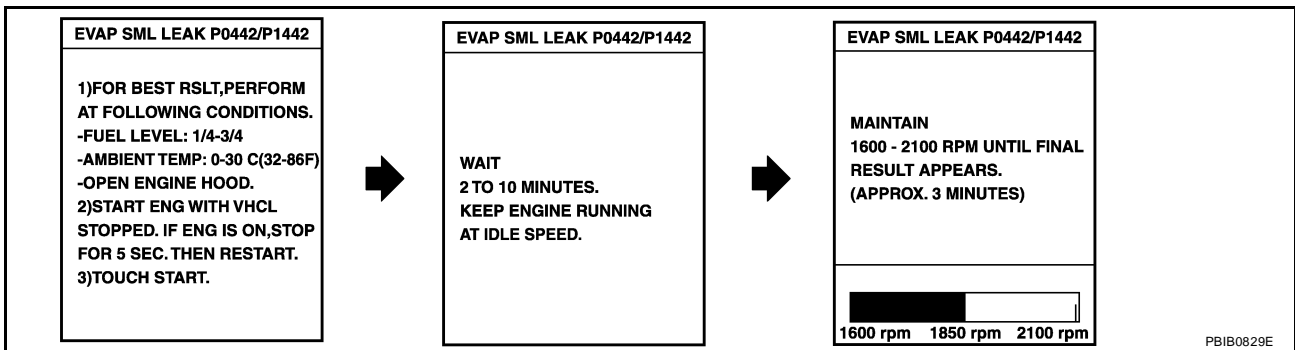 EVAP SML LEAK P0442/P1442
1)FOR BEST RSLT,PERFORM
AT FOLLOWING CONDITIONS.
-FUEL LEVEL: 1/4-3/4
-AMBIENT TEMP: 0-30 C(32-86F)
-OPEN ENGINE HOOD.
2)START ENG WITH VHCL
STOPPED. IF ENG IS ON,STOP
FOR 5 SEC. THEN RESTART.
3)TOUCH START.
EVAP SML LEAK P0442/P1442
WAIT
2 TO 10 MINUTES.
KEEP ENGINE RUNNING
AT IDLE SPEED.
EVAP SML LEAK P0442/P1442
MAINTAIN
1600 - 2100 RPM UNTIL FINAL
RESULT APPEARS.
(APPROX. 3 MINUTES)
1600 rpm 1850 rpm 2100 rpm
PBIB0829E